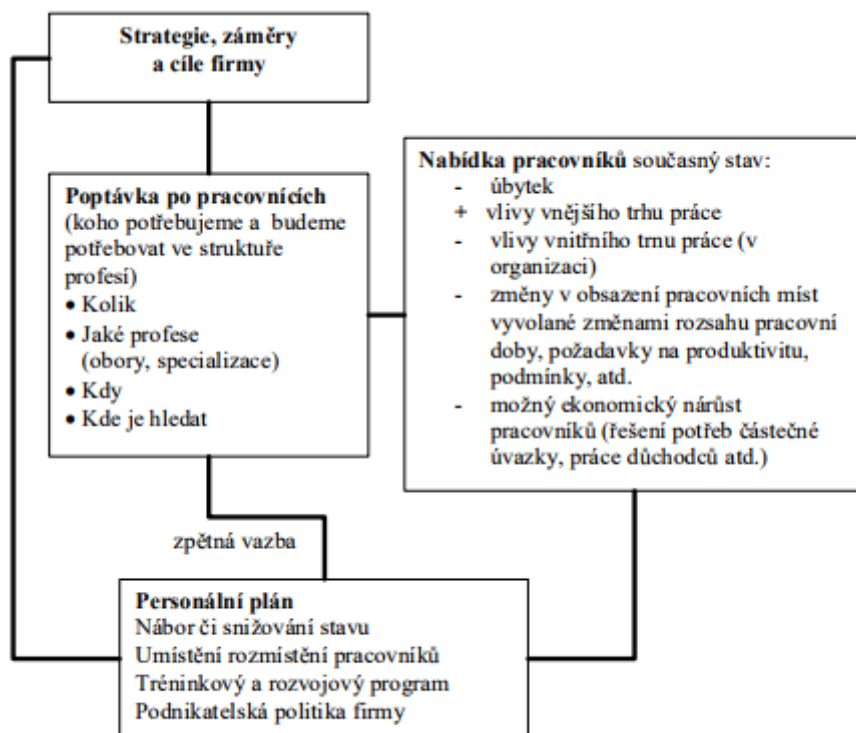 Strategie, záměry
a cíle firmy
Poptávka po pracovnících
(koho potřebujeme a budeme
potřebovat ve struktuře
profesí)
• Kolik
• Jaké profese
(obory, specializace)
• Kdy
• Kde je hledat
Nabídka pracovníků současný stav:
- úbytek
+ vlivy vnějšího trhu práce
- vlivy vnitřního trnu práce (v
organizaci)
- změny v obsazení pracovních míst
vyvolané změnami rozsahu pracovní
doby, požadavky na produktivitu,
podmínky, atd.
- možný ekonomický nárůst
pracovníků (řešení potřeb částečné
úvazky, práce důchodců atd.)
zpětná vazba
Personální plán
Nábor či snižování stavu
Umístění rozmistění pracovníků
Tréninkový a rozvojový program
Podnikatelská politika firmy